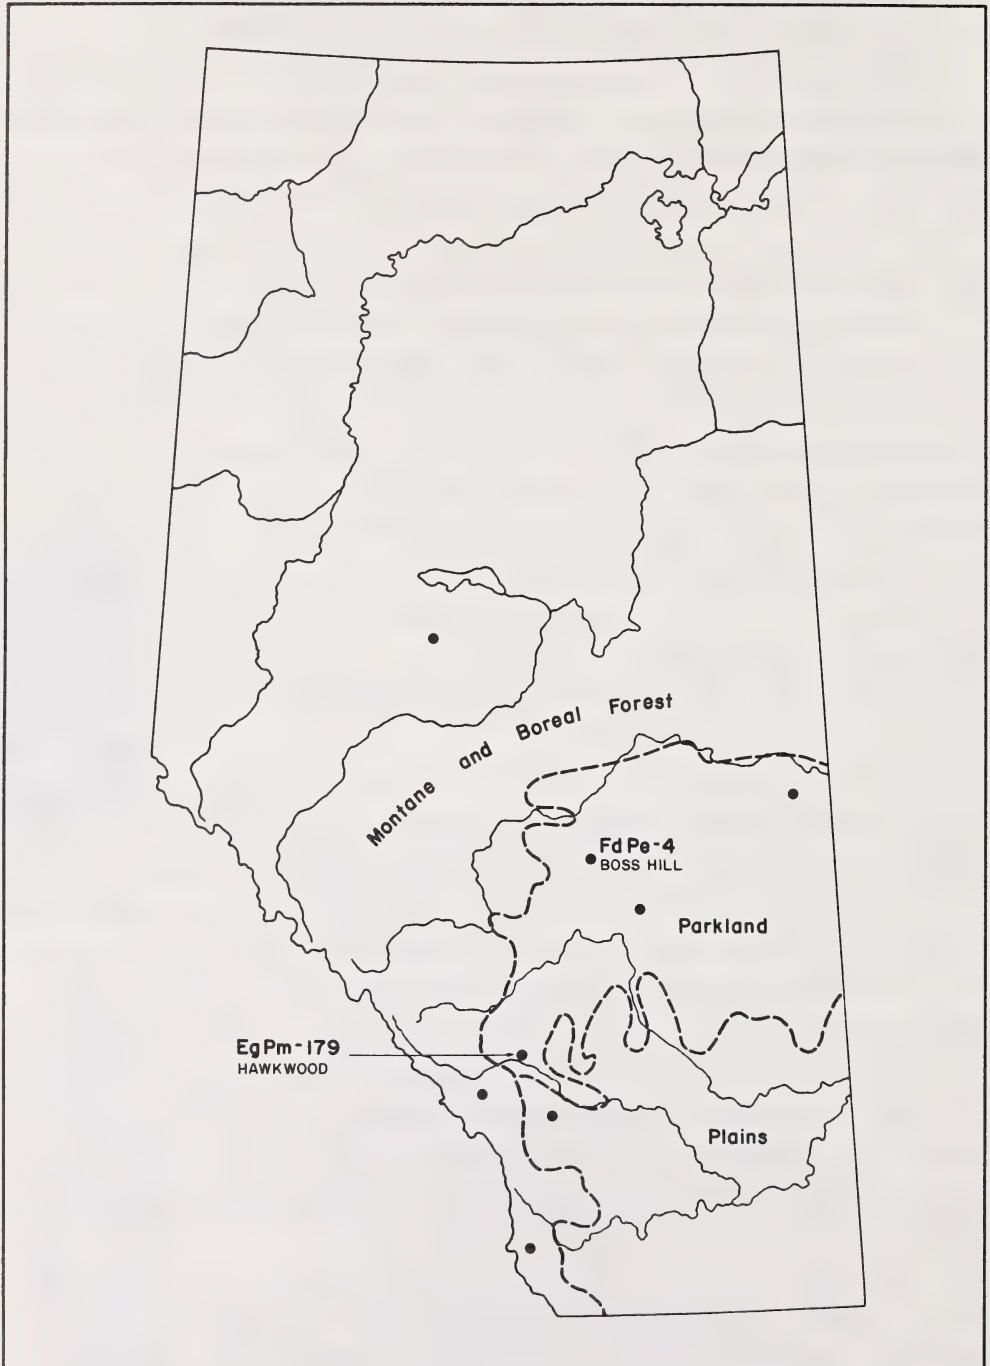 Montane and Boreal Forest
FdPe-4
BOSS HILL
Parkland
EgPm-179
HAWKWOOD
Plains